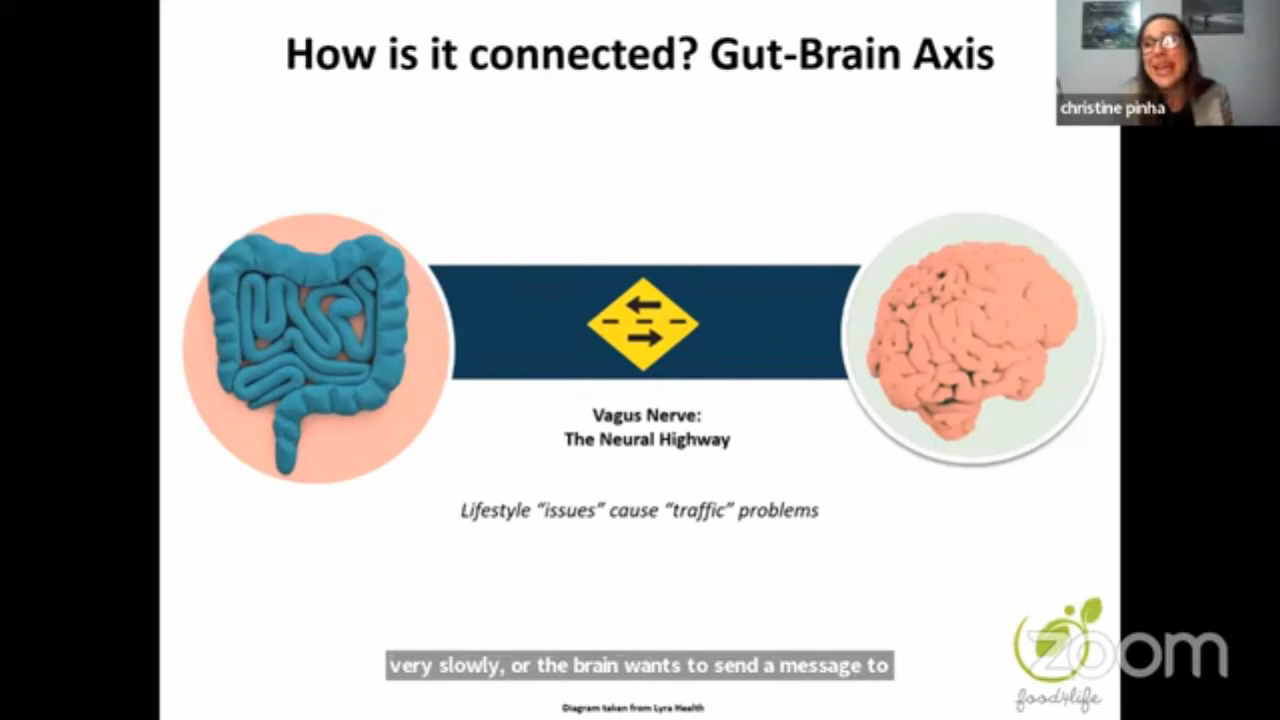 How is it connected? Gut-Brain Axis
christine pinha
Vagus Nerve:
The Neural Highway
Lifestyle “issues” cause “traffic” problems
very slowly, or the brain wants to send a message to
Diagram taken from Lyra Health
zoom
food4life